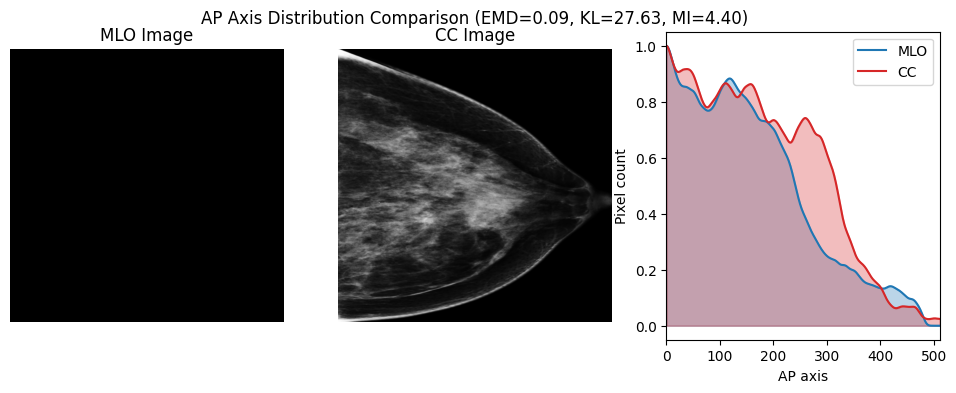 AP Axis Distribution Comparison (EMD=0.09, KL=27.63, MI=4.40)
MLO Image
CC Image
MLO
CC
Pixel count
1.0
0.8
0.6
0.4
0.2
0.0
0 100 200 300 400 500
AP axis